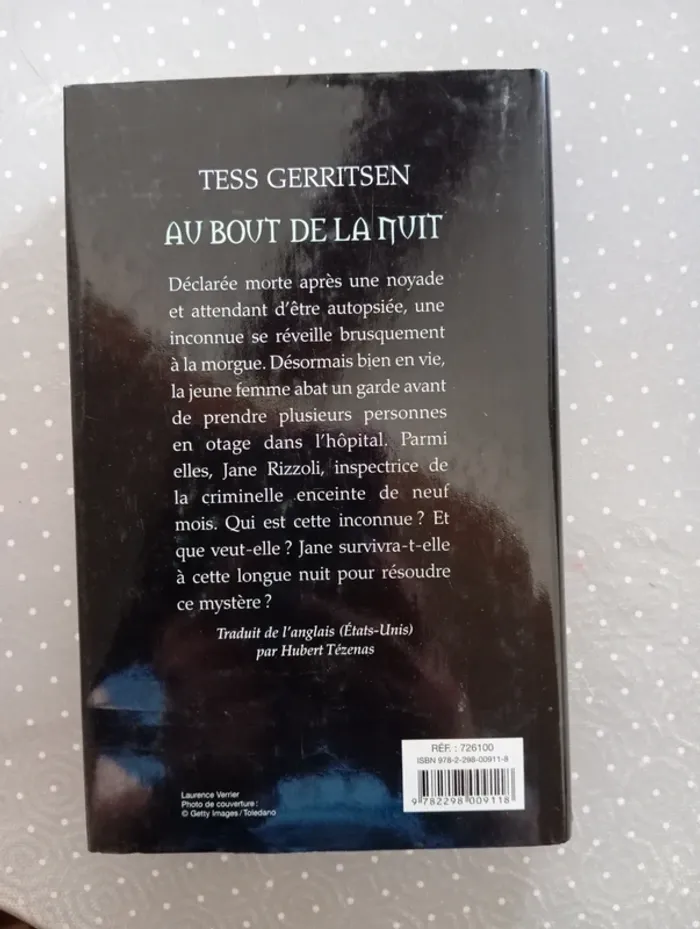 TESS GERRITSEN
AU BOUT DE LA NUIT
Déclarée morte après une noyade
et attendant d'être autopsiée, une
inconnue se réveille brusquement
à la morgue. Désormais bien en vie,
la jeune femme abat un garde avant
de prendre plusieurs personnes
en otage dans l'hôpital. Parmi
elles, Jane Rizzoli, inspectrice de
la criminelle enceinte de neuf
mois. Qui est cette inconnue ? Et
que veut-elle ? Jane survivra-t-elle
à cette longue nuit pour résoudre
ce mystère ?
Traduit de l'anglais (États-Unis)
par Hubert Tézenas
RÉF. : 726100
ISBN 978-2-298-00911-8
9 782298 009118
Laurence Verrier
Photo de couverture :
© Getty Images / Toledano